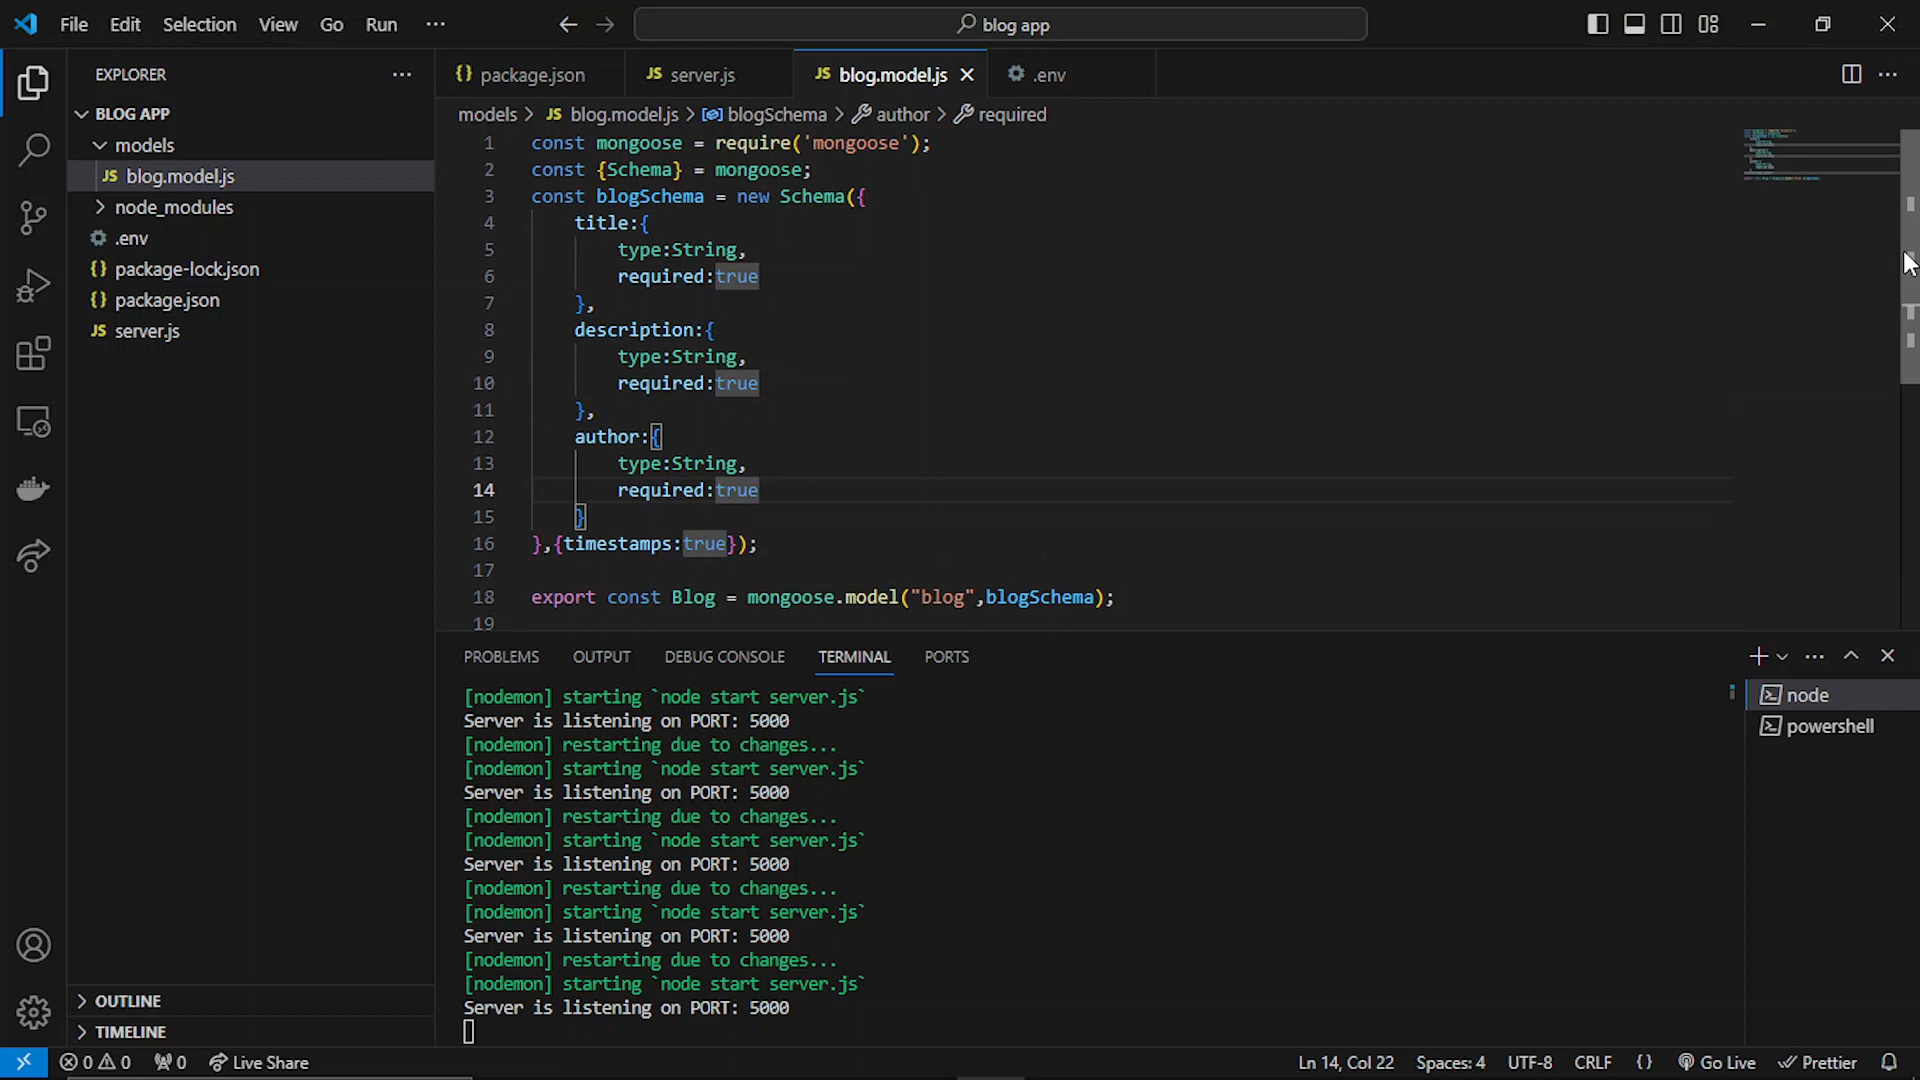 File Edit Selection View Go Run ··· blog app
EXPLORER ···
BLOG APP
models
JS blog.model.js
node_modules
.env
{} package-lock.json
{} package.json
JS server.js
OUTLINE
TIMELINE
{} package.json JS server.js JS blog.model.js .env ···
models > JS blog.model.js > blogSchema > author > required
1 const mongoose = require('mongoose');
2 const {Schema} = mongoose;
3 const blogSchema = new Schema({
4 title:{
5 type:String,
6 required:true
7 },
8 description:{
9 type:String,
10 required:true
11 },
12 author:{
13 type:String,
14 required:true
15 }
16 },{timestamps:true});
17
18 export const Blog = mongoose.model("blog",blogSchema);
19
PROBLEMS OUTPUT DEBUG CONSOLE TERMINAL PORTS ···
[nodemon] starting `node start server.js`
Server is listening on PORT: 5000
[nodemon] restarting due to changes...
[nodemon] starting `node start server.js`
Server is listening on PORT: 5000
[nodemon] restarting due to changes...
[nodemon] starting `node start server.js`
Server is listening on PORT: 5000
[nodemon] restarting due to changes...
[nodemon] starting `node start server.js`
Server is listening on PORT: 5000
[nodemon] restarting due to changes...
[nodemon] starting `node start server.js`
Server is listening on PORT: 5000
node
powershell
0 0 0 Live Share Ln 14, Col 22 Spaces: 4 UTF-8 CRLF {} Go Live Prettier